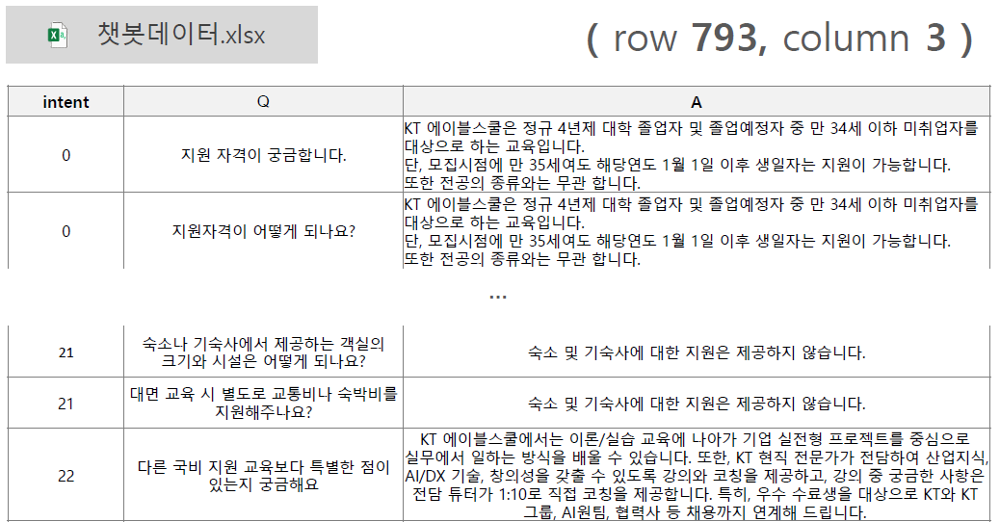 챗봇데이터.xlsx
( row 793, column 3 )
intent
Q
A
0
지원 자격이 궁금합니다.
KT 에이블스쿨은 정규 4년제 대학 졸업자 및 졸업예정자 중 만 34세 이하 미취업자를
대상으로 하는 교육입니다.
단, 모집시점에 만 35세여도 해당연도 1월 1일 이후 생일자는 지원이 가능합니다.
또한 전공의 종류와는 무관 합니다.
0
지원자격이 어떻게 되나요?
KT 에이블스쿨은 정규 4년제 대학 졸업자 및 졸업예정자 중 만 34세 이하 미취업자를
대상으로 하는 교육입니다.
단, 모집시점에 만 35세여도 해당연도 1월 1일 이후 생일자는 지원이 가능합니다.
또한 전공의 종류와는 무관 합니다.
...
21
숙소나 기숙사에서 제공하는 객실의
크기와 시설은 어떻게 되나요?
숙소 및 기숙사에 대한 지원은 제공하지 않습니다.
21
대면 교육 시 별도로 교통비나 숙박비를
지원해주나요?
숙소 및 기숙사에 대한 지원은 제공하지 않습니다.
22
다른 국비 지원 교육보다 특별한 점이
있는지 궁금해요
KT 에이블스쿨에서는 이론/실습 교육에 나아가 기업 실전형 프로젝트를 중심으로
실무에서 일하는 방식을 배울 수 있습니다. 또한, KT 현직 전문가가 전담하여 산업지식,
AI/DX 기술, 창의성을 갖출 수 있도록 강의와 코칭을 제공하고, 강의 중 궁금한 사항은
전담 튜터가 1:10로 직접 코칭을 제공합니다. 특히, 우수 수료생을 대상으로 KT와 KT
그룹, AI원팀, 협력사 등 채용까지 연계해 드립니다.